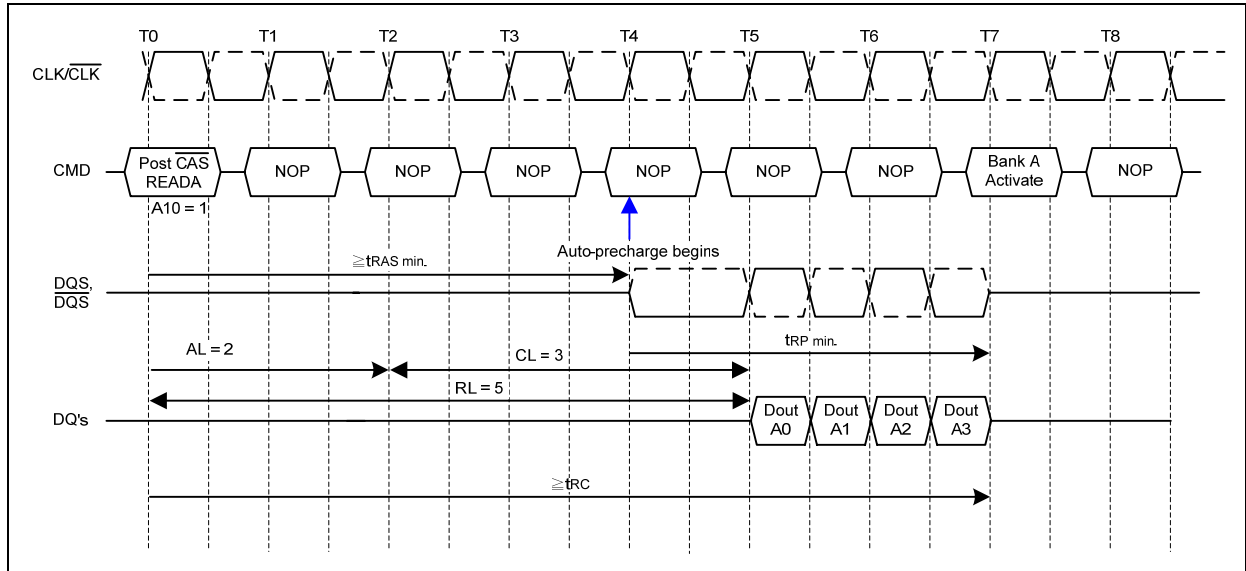 T0 T1 T2 T3 T4 T5 T6 T7 T8
CLK/CLK
CMD
Post CAS
READA
NOP
NOP
NOP
NOP
NOP
NOP
Bank A
Activate
NOP
A10 = 1
Auto-precharge begins
≧tRAS min.
DQS,
DQS
tRP min.
AL = 2
CL = 3
RL = 5
DQ's
Dout
A0
Dout
A1
Dout
A2
Dout
A3
≧tRC